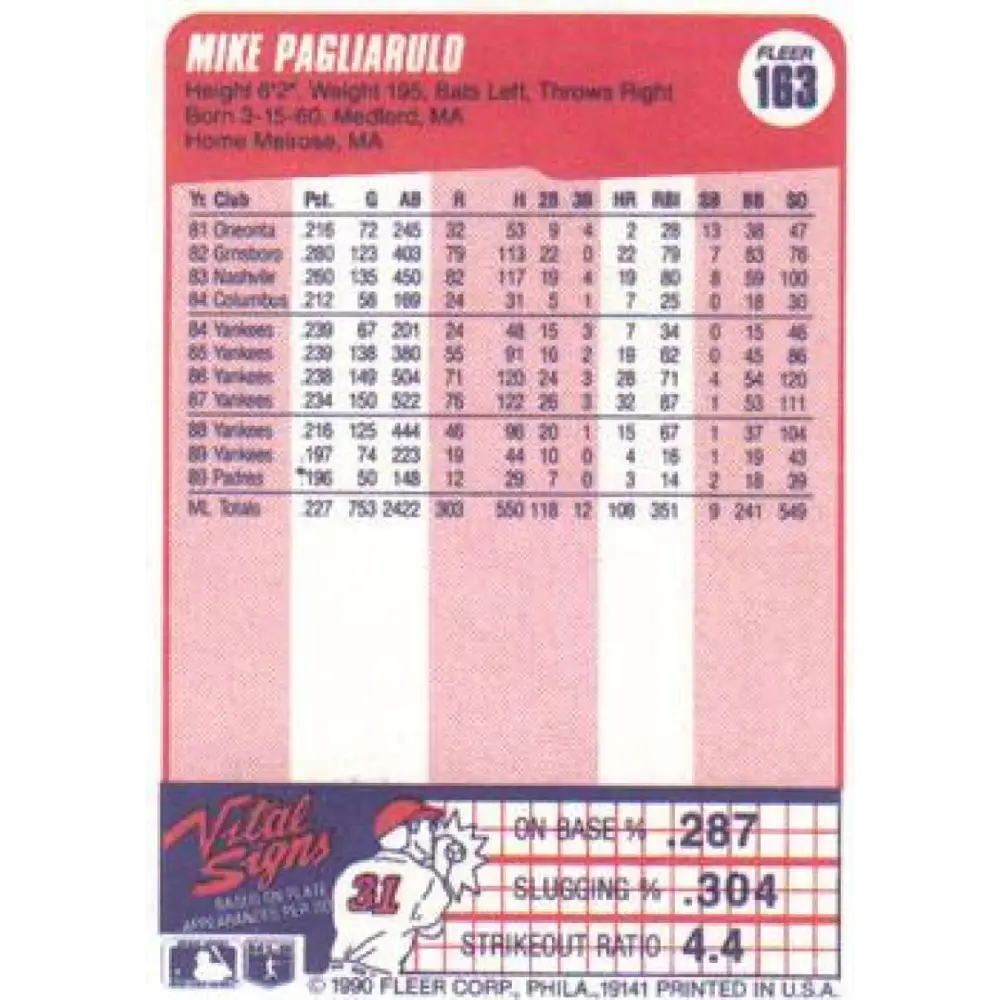 MIKE PAGLIARULO
FLEER
163
Height 6'2", Weight 195, Bats Left, Throws Right
Born 3-15-60, Medford, MA
Home Melrose, MA
Yr. Club Pct. G AB R H 2B 3B HR RBI SB BB SO
81 Oneonta .216 72 245 32 53 9 4 2 28 13 38 47
82 Grnsboro .280 123 403 79 113 22 0 22 79 7 83 76
83 Nashvile .260 135 450 82 117 19 4 19 80 8 59 100
84 Columbus .212 58 169 24 31 5 1 7 25 0 18 30
84 Yankees .239 67 201 24 48 15 3 7 34 0 15 46
85 Yankees .239 138 380 55 91 16 2 19 62 0 45 86
86 Yankees .238 149 504 71 120 24 3 28 71 4 54 120
87 Yankees .234 150 522 76 122 26 3 32 87 1 53 111
88 Yankees .216 125 444 46 96 20 1 15 67 1 37 104
89 Yankees .197 74 223 19 44 10 0 4 16 1 19 43
89 Padres .196 50 148 12 29 7 0 3 14 2 18 39
ML Totals .227 753 2422 303 550 118 12 108 351 9 241 549
Vital
Signs
BASED ON PLATE
APPEARANCES PER
31
ON BASE % .287
SLUGGING % .304
STRIKEOUT RATIO 4.4
© 1990 FLEER CORP., PHILA., 19141 PRINTED IN U.S.A.